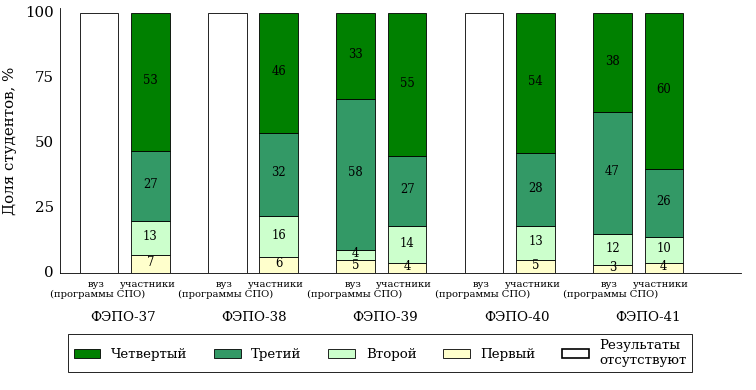 Доля студентов, %
100
75
50
25
0
53
27
13
7
46
32
16
6
33
58
4
5
55
27
14
4
54
28
13
5
38
47
12
3
60
26
10
4
вуз
(программы СПО)
участники
вуз
(программы СПО)
участники
вуз
(программы СПО)
участники
вуз
(программы СПО)
участники
вуз
(программы СПО)
участники
ФЭПО-37
ФЭПО-38
ФЭПО-39
ФЭПО-40
ФЭПО-41
Четвертый
Третий
Второй
Первый
Результаты
отсутствуют